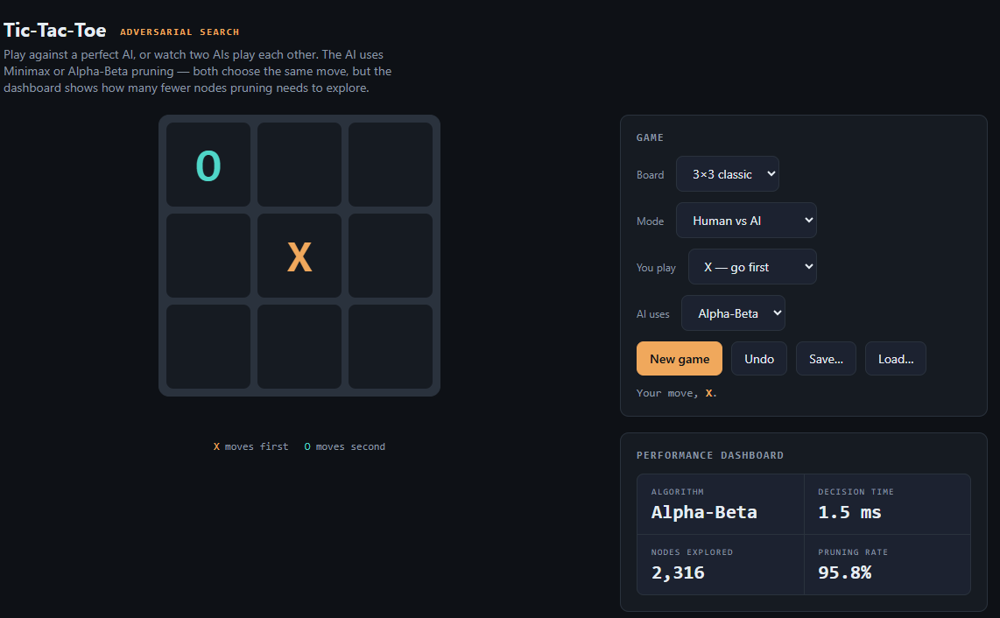 Tic-Tac-Toe ADVERSARIAL SEARCH
Play against a perfect AI, or watch two AIs play each other. The AI uses
Minimax or Alpha-Beta pruning — both choose the same move, but the
dashboard shows how many fewer nodes pruning needs to explore.
O
X
X moves first O moves second
GAME
Board 3×3 classic
Mode Human vs AI
You play X — go first
AI uses Alpha-Beta
New game Undo Save... Load...
Your move, X.
PERFORMANCE DASHBOARD
ALGORITHM DECISION TIME
Alpha-Beta 1.5 ms
NODES EXPLORED PRUNING RATE
2,316 95.8%